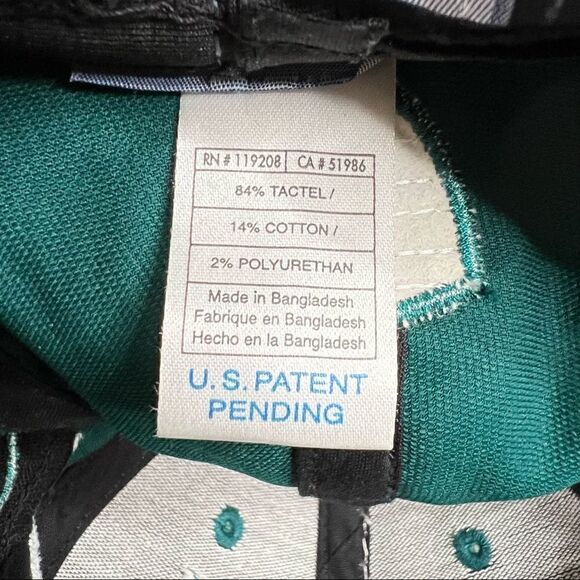 RN # 119208 CA # 51986
84% TACTEL /
14% COTTON /
2% POLYURETHAN
Made in Bangladesh
Fabrique en Bangladesh
Hecho en la Bangladesh
U.S. PATENT
PENDING